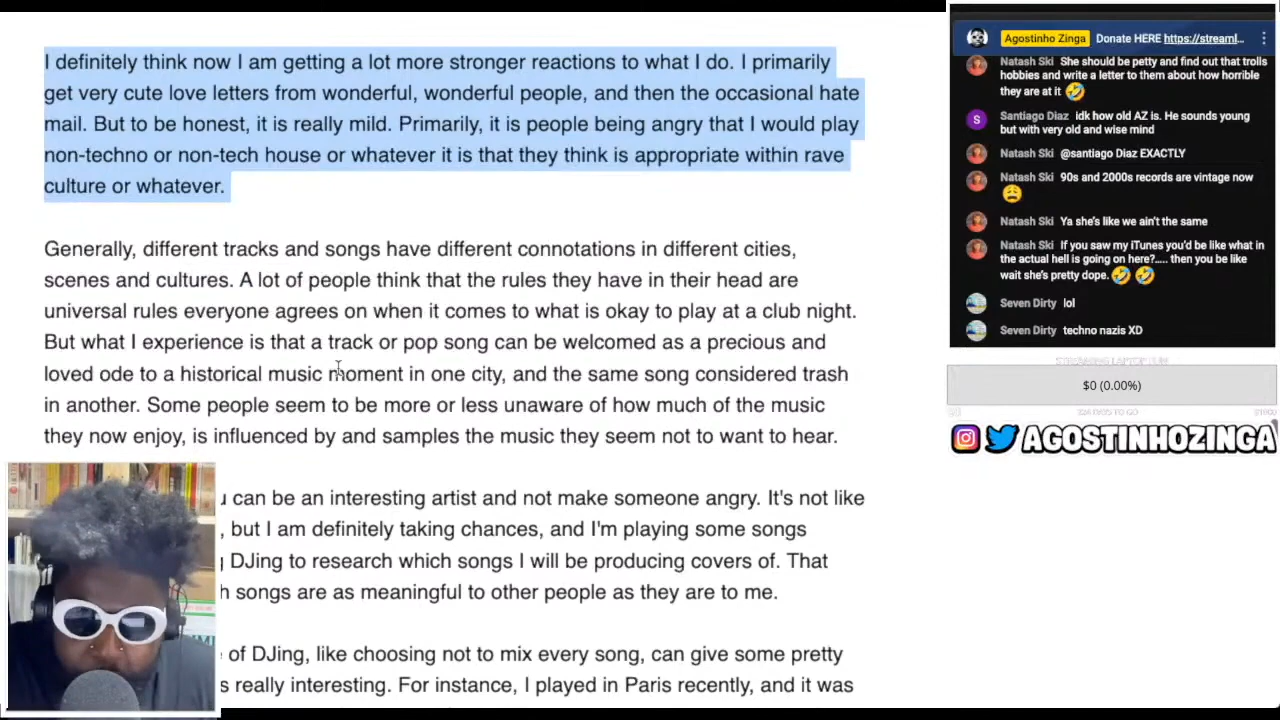 I definitely think now I am getting a lot more stronger reactions to what I do. I primarily
get very cute love letters from wonderful, wonderful people, and then the occasional hate
mail. But to be honest, it is really mild. Primarily, it is people being angry that I would play
non-techno or non-tech house or whatever it is that they think is appropriate within rave
culture or whatever.
Generally, different tracks and songs have different connotations in different cities,
scenes and cultures. A lot of people think that the rules they have in their head are
universal rules everyone agrees on when it comes to what is okay to play at a club night.
But what I experience is that a track or pop song can be welcomed as a precious and
loved ode to a historical music moment in one city, and the same song considered trash
in another. Some people seem to be more or less unaware of how much of the music
they now enjoy, is influenced by and samples the music they seem not to want to hear.
can be an interesting artist and not make someone angry. It's not like
, but I am definitely taking chances, and I'm playing some songs
DJing to research which songs I will be producing covers of. That
songs are as meaningful to other people as they are to me.
of DJing, like choosing not to mix every song, can give some pretty
really interesting. For instance, I played in Paris recently, and it was
Agostinho Zinga Donate HERE https://streaml...
Natash Ski She should be petty and find out that trolls
hobbies and write a letter to them about how horrible
they are at it 🤣
S Santiago Diaz idk how old AZ is. He sounds young
but with very old and wise mind
Natash Ski @santiago Diaz EXACTLY
Natash Ski 90s and 2000s records are vintage now
😩
Natash Ski Ya she's like we ain't the same
Natash Ski If you saw my iTunes you'd be like what in
the actual hell is going on here?..... then you be like
wait she's pretty dope. 🤣 🤣
Seven Dirty lol
Seven Dirty techno nazis XD
$0 (0.00%)
AGOSTINHOZINGA